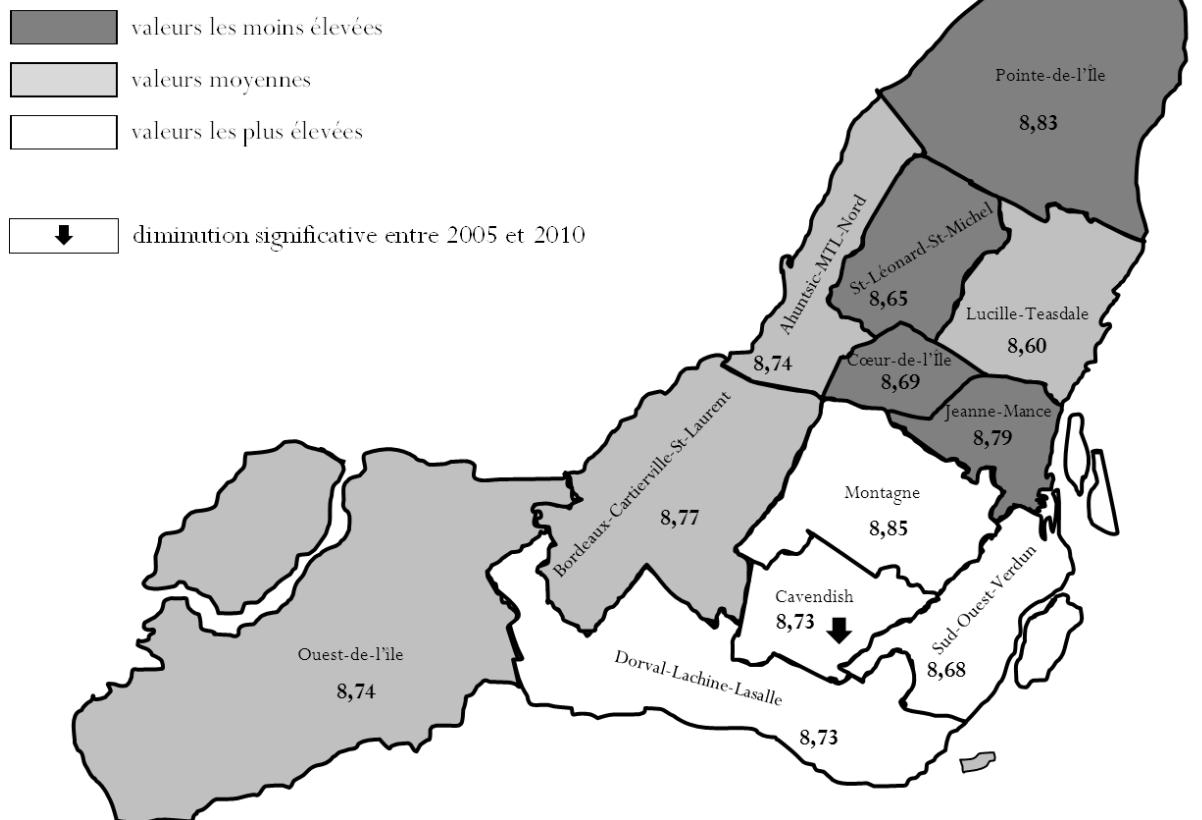 valeurs les moins élevées
valeurs moyennes
valeurs les plus élevées
diminution significative entre 2005 et 2010
Pointe-de-l'Île
8,83
Ahuntsic-MTL-Nord
8,74
St-Léonard-St-Michel
8,65
Lucille-Teasdale
8,60
Cœur-de-l'Île
8,69
Jeanne-Mance
8,79
Bordeaux-Cartierville-St-Laurent
8,77
Montagne
8,85
Cavendish
8,73
Sud-Ouest-Verdun
8,68
Ouest-de-l'île
8,74
Dorval-Lachine-Lasalle
8,73